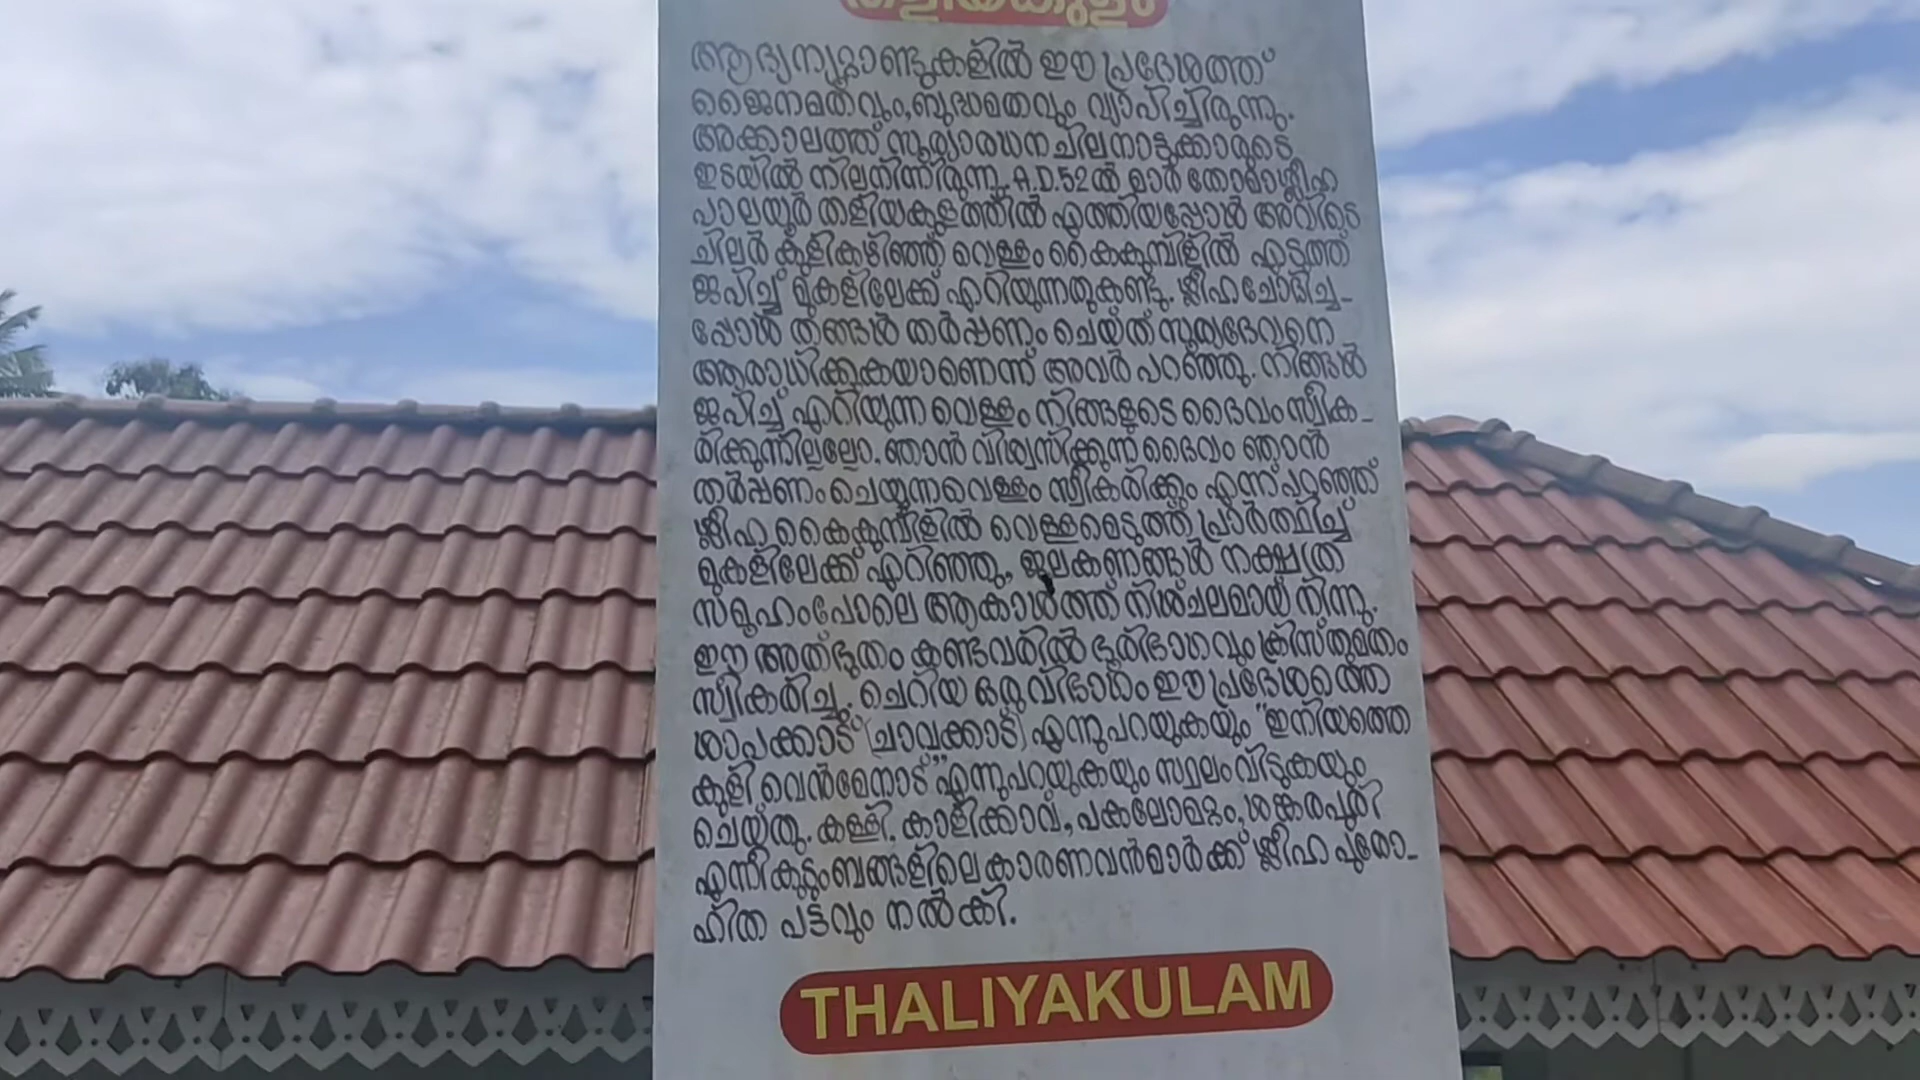 തളിയകുളം
ആദ്യനൂറ്റാണ്ടുകളിൽ ഈ പ്രദേശത്ത്
ജൈനമതവും,ബുദ്ധമതവും വ്യാപിച്ചിരുന്നു.
അക്കാലത്ത് സൂര്യാരാധന ചില നാട്ടുക്കാരുടെ
ഇടയിൽ നിലനിന്നിരുന്നു. A.D.52ൽ മാർ തോമാശ്ലീഹ
പാലയൂർ തളിയകുളത്തിൽ എത്തിയപ്പോൾ അവിടെ
ചിലർ കുളികഴിഞ്ഞ് വെള്ളം കൈകുമ്പിളിൽ എടുത്ത്
ജപിച്ച് മുകളിലേക്ക് എറിയുന്നതുകണ്ടു. ശ്ലീഹ ചോദിച്ച-
പ്പോൾ തങ്ങൾ തർപ്പണം ചെയ്ത് സൂര്യദേവനെ
ആരാധിക്കുകയാണെന്ന് അവർ പറഞ്ഞു. നിങ്ങൾ
ജപിച്ച് എറിയുന്ന വെള്ളം നിങ്ങളുടെ ദൈവം സ്വീക-
രിക്കുന്നില്ലല്ലോ. ഞാൻ വിശ്വസിക്കുന്ന ദൈവം ഞാൻ
തർപ്പണം ചെയ്യുന്ന വെള്ളം സ്വീകരിക്കും എന്ന് പറഞ്ഞ്
ശ്ലീഹ കൈകുമ്പിളിൽ വെള്ളമെടുത്ത് പ്രാർത്ഥിച്ച്
മുകളിലേക്ക് എറിഞ്ഞു, ജലകണങ്ങൾ നക്ഷത്ര
സമൂഹംപോലെ ആകാശത്ത് നിശ്ചലമായ് നിന്നു.
ഈ അത്ഭുതം കണ്ടവരിൽ ഭൂരിഭാഗവും ക്രിസ്തുമതം
സ്വീകരിച്ചു. ചെറിയ ഒരു വിഭാഗം ഈ പ്രദേശത്തെ
ശാപക്കാട് (ചാവക്കാട്) എന്നുപറയുകയും "ഇനിയത്തെ
കുളി വെൻമേനാട്" എന്നുപറയുകയും സ്ഥലം വിടുകയും
ചെയ്തു. കള്ളി, കാളിക്കാവ്, പകലോമറ്റം, ശങ്കരപുരി
എന്നീ കുടുംബങ്ങളിലെ കാരണവൻമാർക്ക് ശ്ലീഹ പുരോ-
ഹിത പട്ടവും നൽകി.
THALIYAKULAM